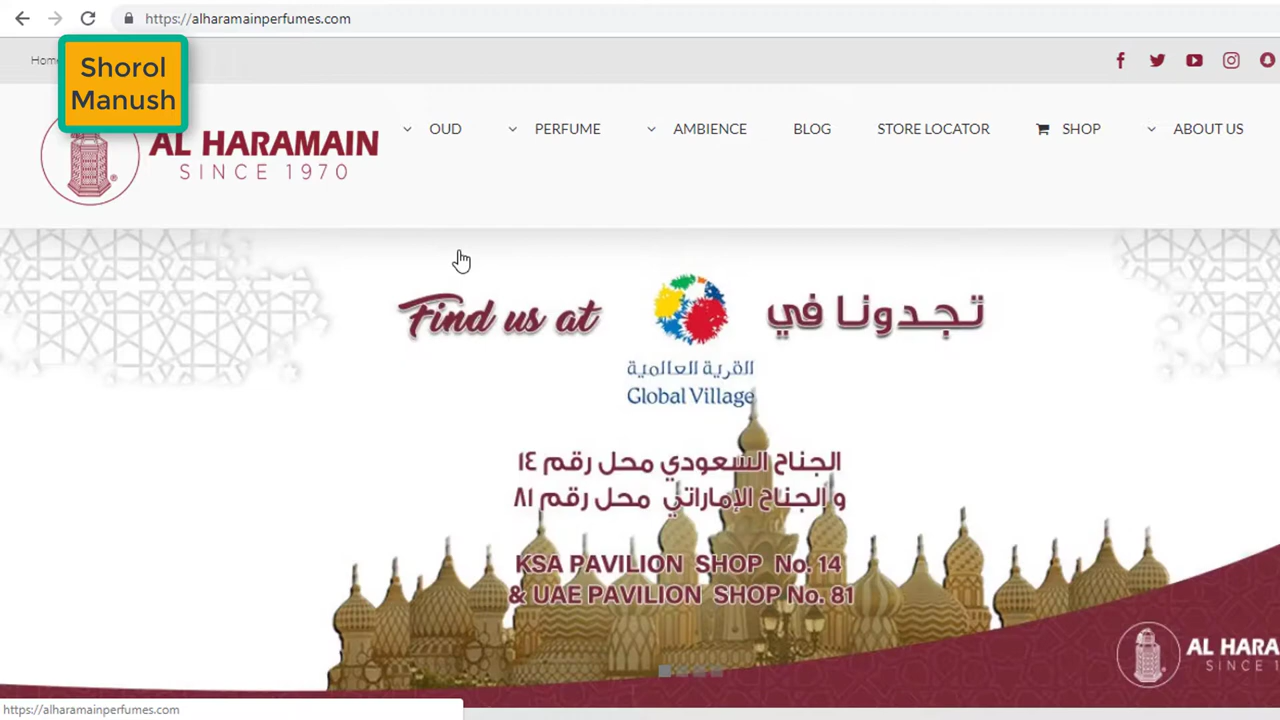 https://alharamainperfumes.com
Shorol
Manush
AL HARAMAIN
SINCE 1970
OUD
PERFUME
AMBIENCE
LOG
STORE LOCATOR
SHOP
ABOUT US
Find us at
تجدونا في
القرية العالمية
Global Village
الجناح السعودي محل رقم ١٤
و الجناح الإماراتي محل رقم ٨١
KSA PAVILION SHOP No. 14
& UAE PAVILION SHOP No. 81
AL HARA
SINCE 1
https://alharamainperfumes.com